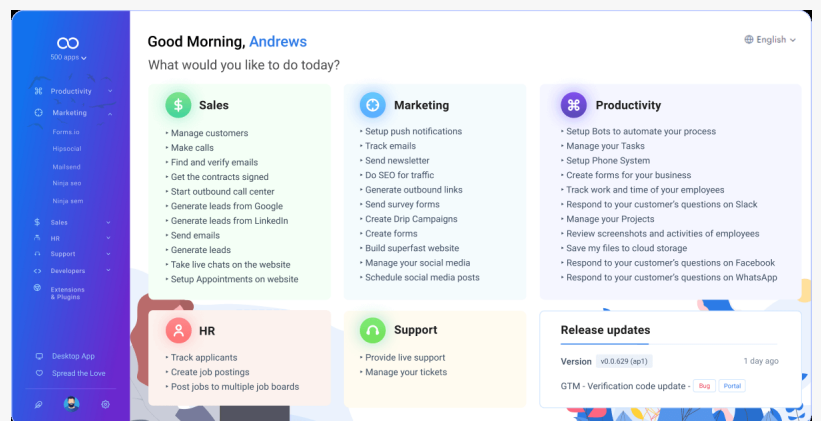 500 apps
Productivity
Marketing
Forms.io
Hipsocial
Mailsend
Ninja seo
Ninja sem
Sales
HR
Support
Developers
Extensions
& Plugins
Desktop App
Spread the Love
Good Morning, Andrews
English
What would you like to do today?
Sales
• Manage customers
• Make calls
• Find and verify emails
• Get the contracts signed
• Start outbound call center
• Generate leads from Google
• Generate leads from LinkedIn
• Send emails
• Generate leads
• Take live chats on the website
• Setup Appointments on website
Marketing
• Setup push notifications
• Track emails
• Send newsletter
• Do SEO for traffic
• Generate outbound links
• Send survey forms
• Create Drip Campaigns
• Create forms
• Build superfast website
• Manage your social media
• Schedule social media posts
Productivity
• Setup Bots to automate your process
• Manage your Tasks
• Setup Phone System
• Create forms for your business
• Track work and time of your employees
• Respond to your customer's questions on Slack
• Manage your Projects
• Review screenshots and activities of employees
• Save my files to cloud storage
• Respond to your customer's questions on Facebook
• Respond to your customer's questions on WhatsApp
HR
• Track applicants
• Create job postings
• Post jobs to multiple job boards
Support
• Provide live support
• Manage your tickets
Release updates
Version v0.0.629 (ap1) 1 day ago
GTM - Verification code update - Bug Portal